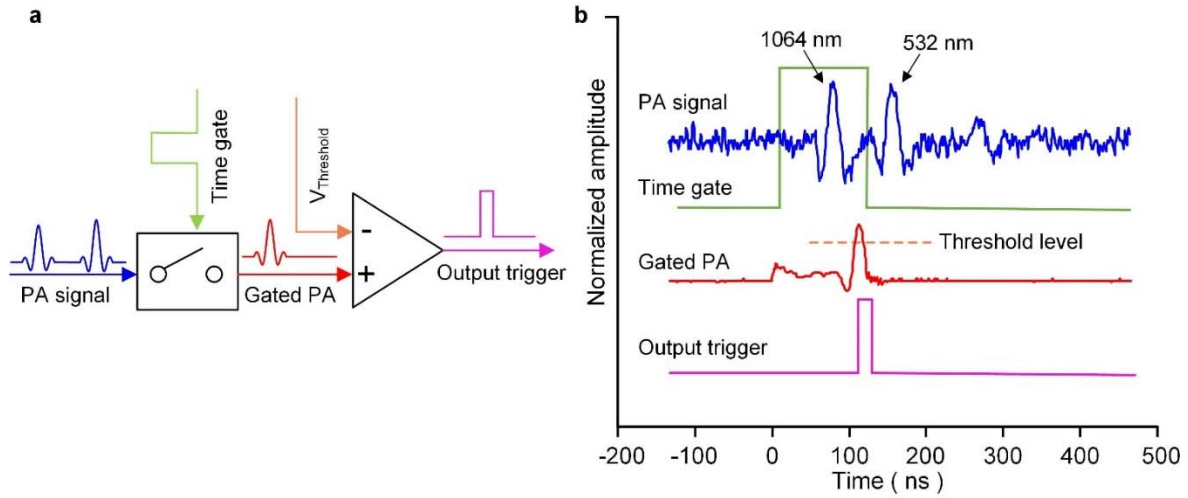 a
Time gate
V_Threshold
PA signal
Gated PA
-
+
Output trigger
b
1064 nm
532 nm
PA signal
Time gate
Threshold level
Gated PA
Output trigger
Normalized amplitude
-200 -100 0 100 200 300 400 500
Time ( ns )